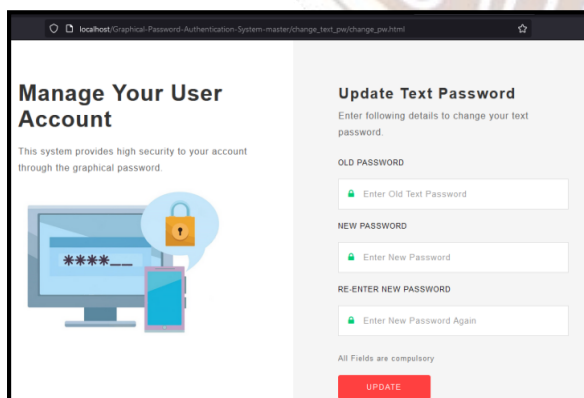 localhost/Graphical-Password-Authentication-System-master/change_text_pw/change_pw.html
Manage Your User
Account
This system provides high security to your account
through the graphical password.
****__
Update Text Password
Enter following details to change your text
password.
OLD PASSWORD
Enter Old Text Password
NEW PASSWORD
Enter New Password
RE-ENTER NEW PASSWORD
Enter New Password Again
All Fields are compulsory
UPDATE